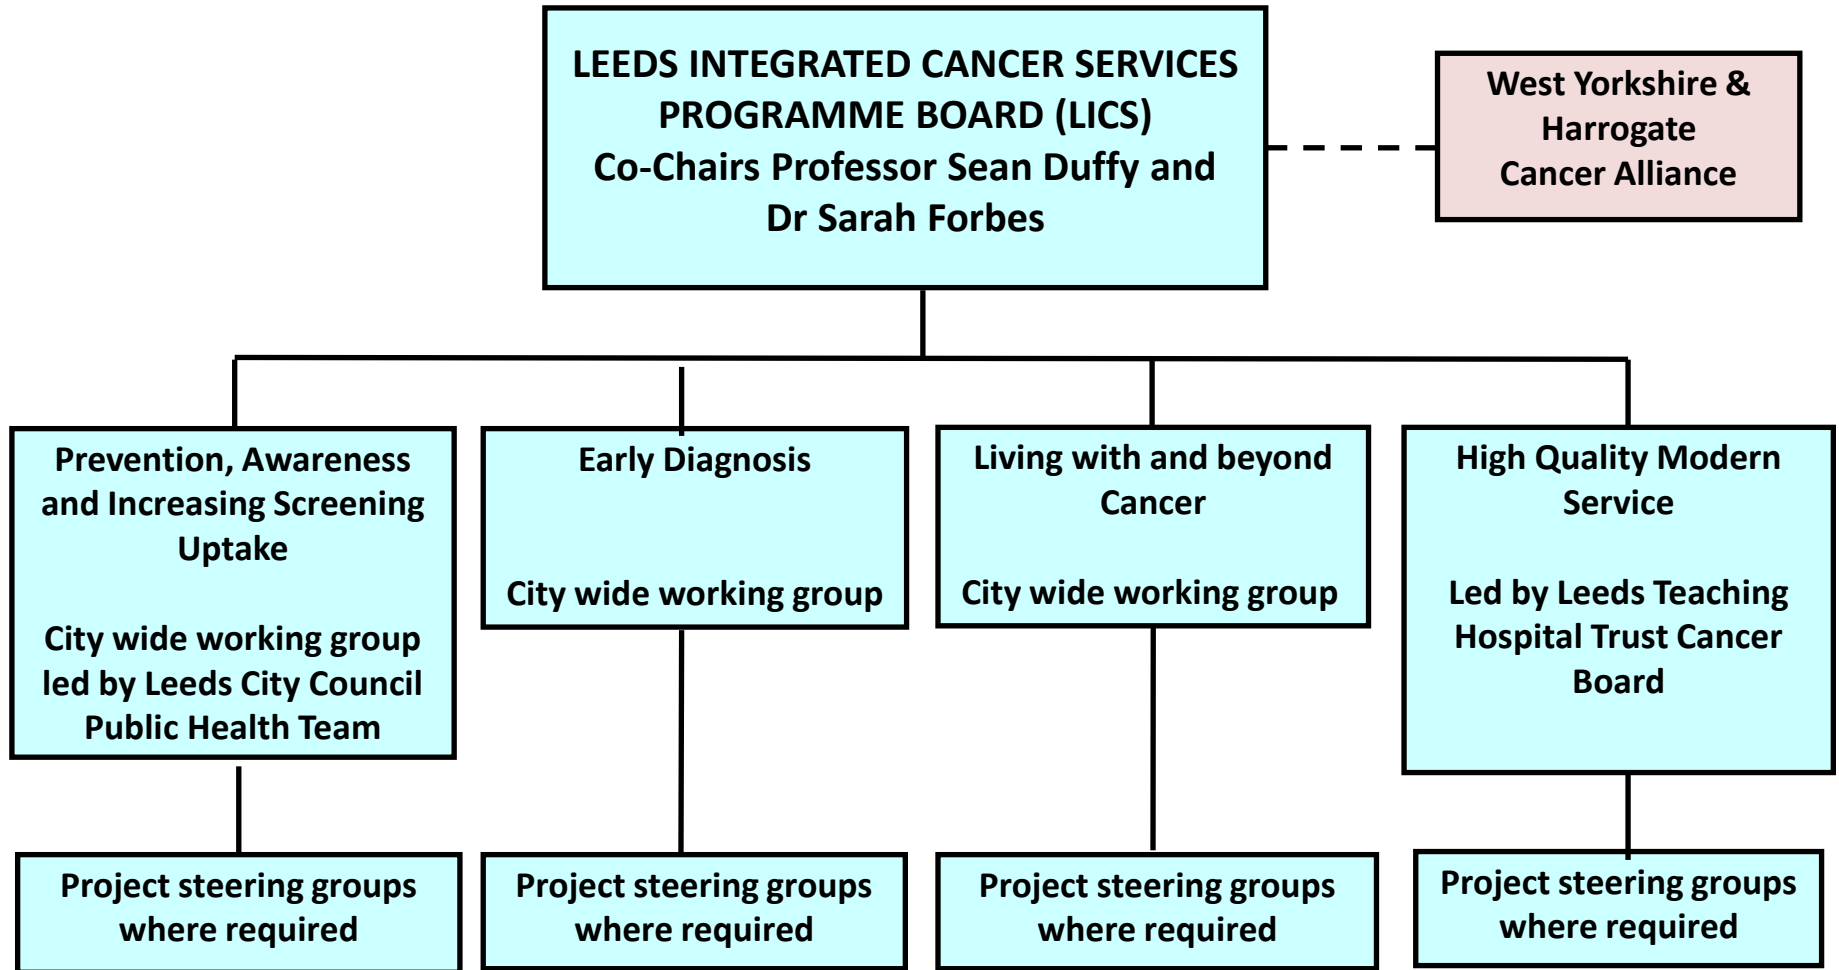 LEEDS INTEGRATED CANCER SERVICES
PROGRAMME BOARD (LICS)
Co-Chairs Professor Sean Duffy and
Dr Sarah Forbes
West Yorkshire &
Harrogate
Cancer Alliance
Prevention, Awareness
and Increasing Screening
Uptake
City wide working group
led by Leeds City Council
Public Health Team
Early Diagnosis
City wide working group
Living with and beyond
Cancer
City wide working group
High Quality Modern
Service
Led by Leeds Teaching
Hospital Trust Cancer
Board
Project steering groups
where required
Project steering groups
where required
Project steering groups
where required
Project steering groups
where required